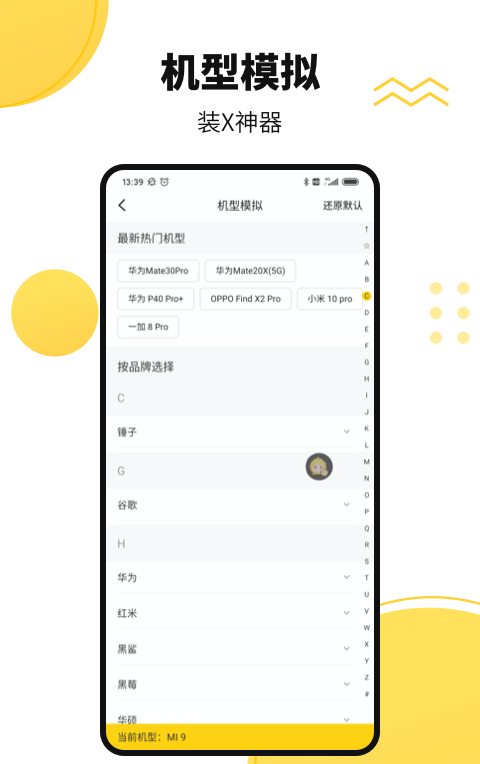 机型模拟
装X神器
13:39
机型模拟 还原默认
最新热门机型
华为Mate30Pro 华为Mate20X(5G)
华为 P40 Pro+ OPPO Find X2 Pro 小米 10 pro
一加 8 Pro
按品牌选择
C
锤子
G
谷歌
H
华为
红米
黑鲨
黑莓
华硕
当前机型：MI 9
↑
☆
A
B
C
D
E
F
G
H
I
J
K
L
M
N
O
P
Q
R
S
T
U
V
W
X
Y
Z
#